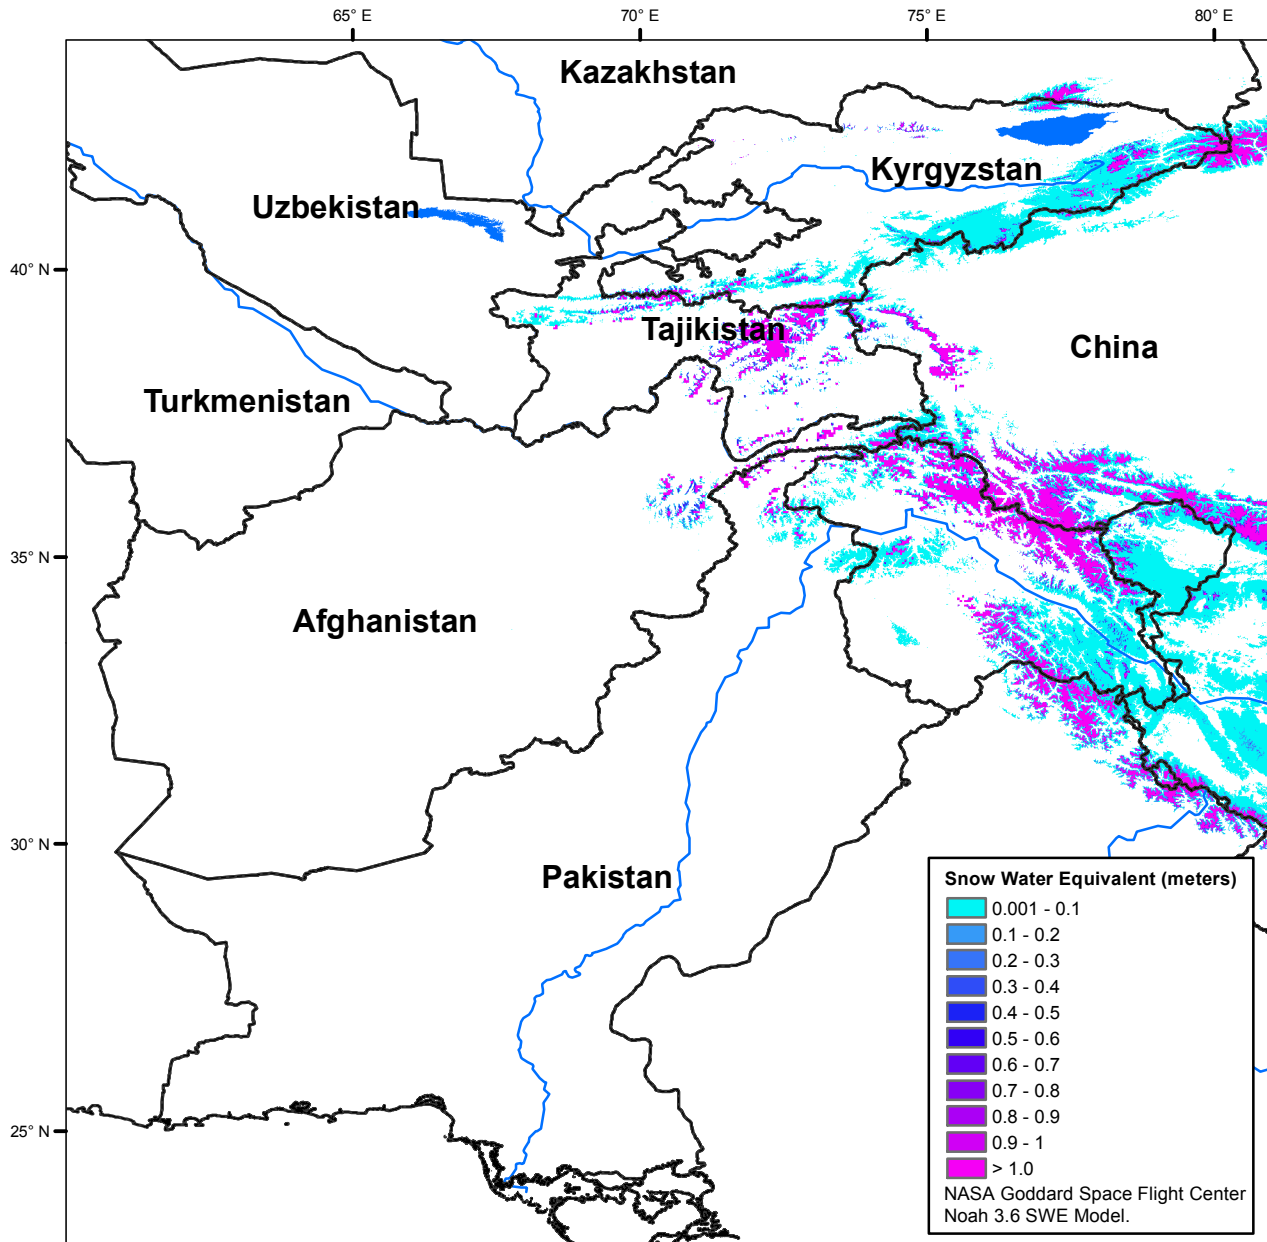 65° E
70° E
75° E
80° E
Kazakhstan
Kyrgyzstan
Uzbekistan
40° N
Tajikistan
China
Turkmenistan
35° N
Afghanistan
30° N
Pakistan
25° N
Snow Water Equivalent (meters)
0.001 - 0.1
0.1 - 0.2
0.2 - 0.3
0.3 - 0.4
0.4 - 0.5
0.5 - 0.6
0.6 - 0.7
0.7 - 0.8
0.8 - 0.9
0.9 - 1
> 1.0
NASA Goddard Space Flight Center
Noah 3.6 SWE Model.